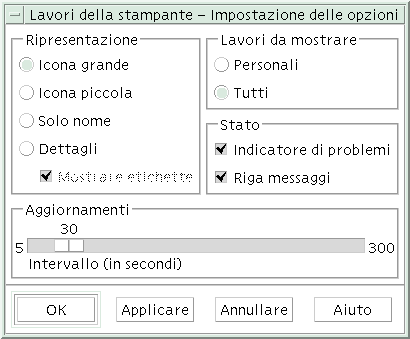 Lavori della stampante – Impostazione delle opzioni
Ripresentazione
Icona grande
Icona piccola
Solo nome
Dettagli
Mostrare etichette
Lavori da mostrare
Personali
Tutti
Stato
Indicatore di problemi
Riga messaggi
Aggiornamenti
30
5 300
Intervallo (in secondi)
OK Applicare Annullare Aiuto